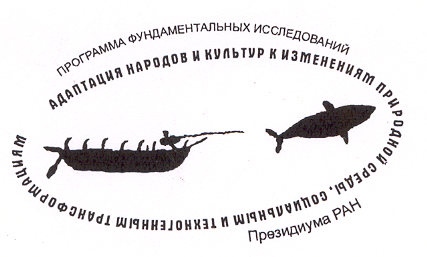 ПРОГРАММА ФУНДАМЕНТАЛЬНЫХ ИССЛЕДОВАНИЙ
АДАПТАЦИЯ НАРОДОВ И КУЛЬТУР К ИЗМЕНЕНИЯМ ПРИРОДНОЙ СРЕДЫ, СОЦИАЛЬНЫМ И ТЕХНОГЕННЫМ ТРАНСФОРМАЦИЯМ
Президиума РАН